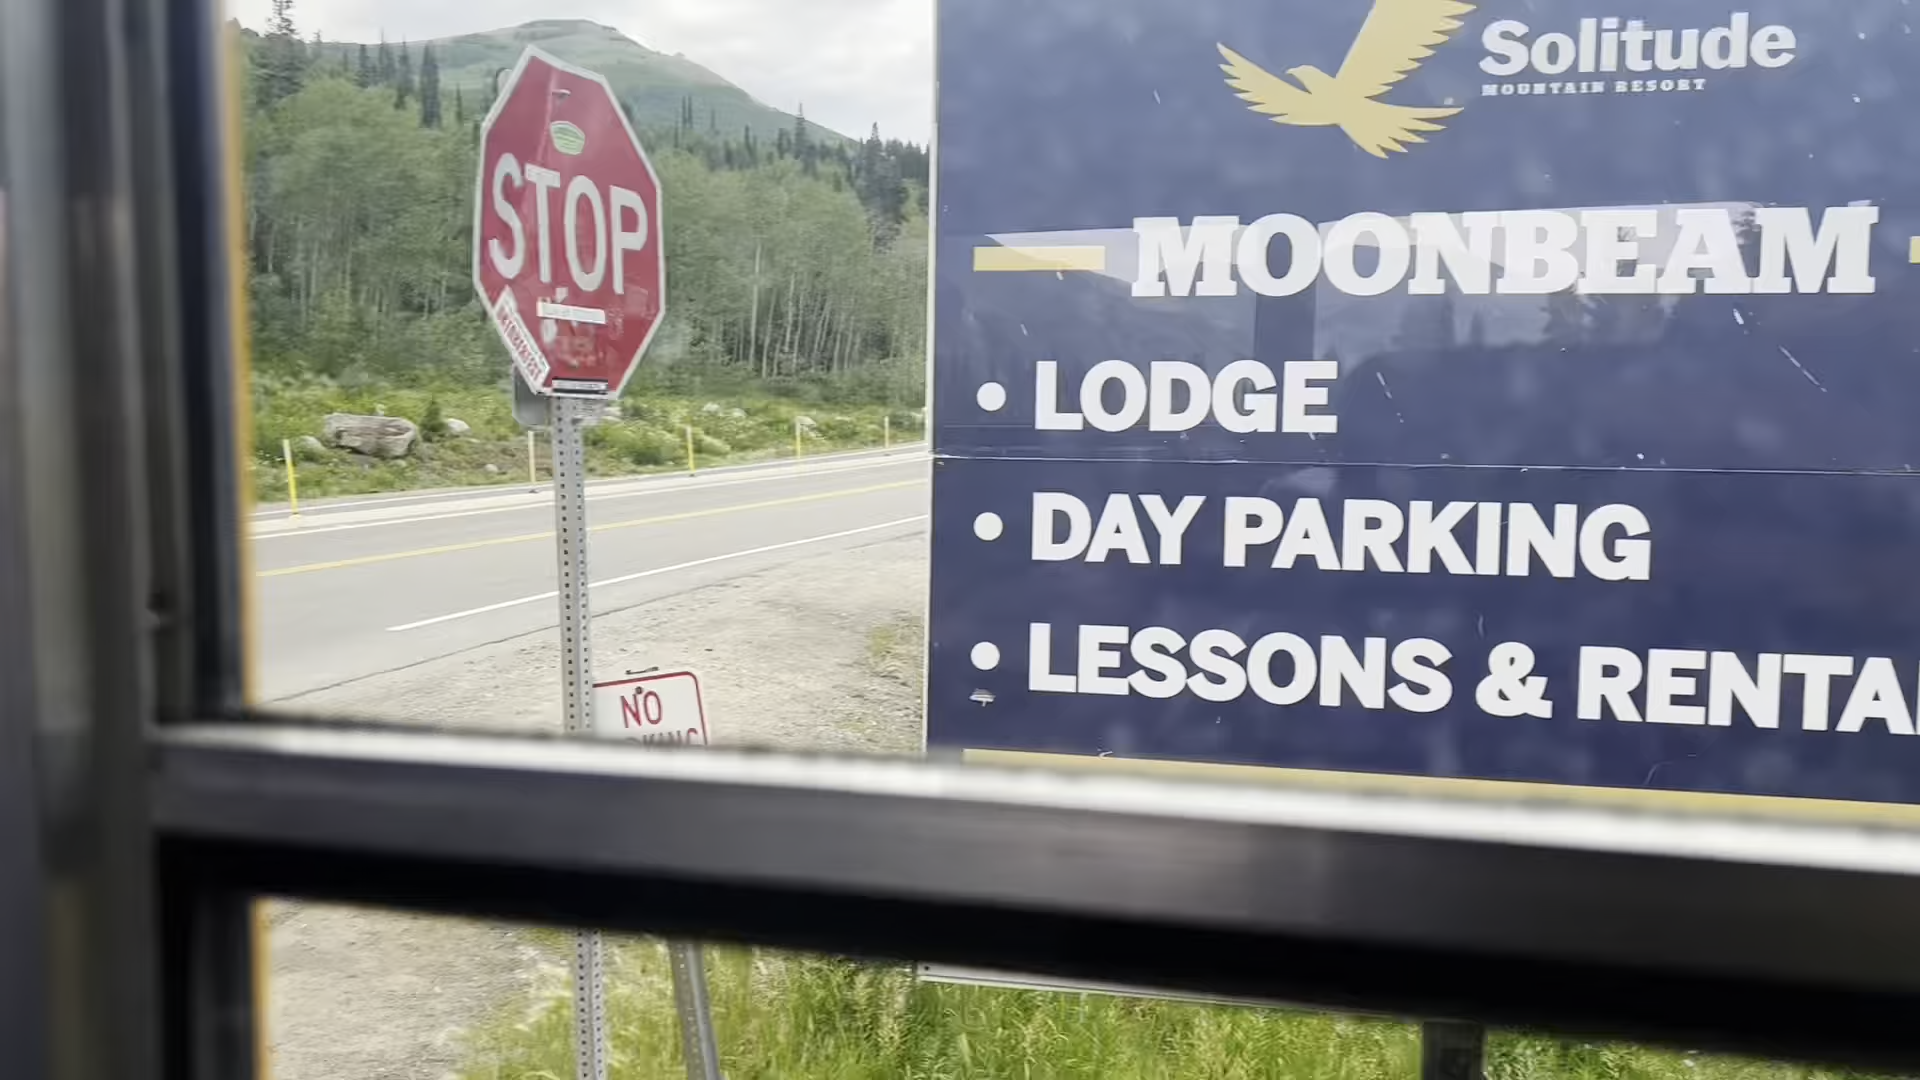 STOP
NO
Solitude
MOUNTAIN RESORT
MOONBEAM
• LODGE
• DAY PARKING
• LESSONS & RENTA